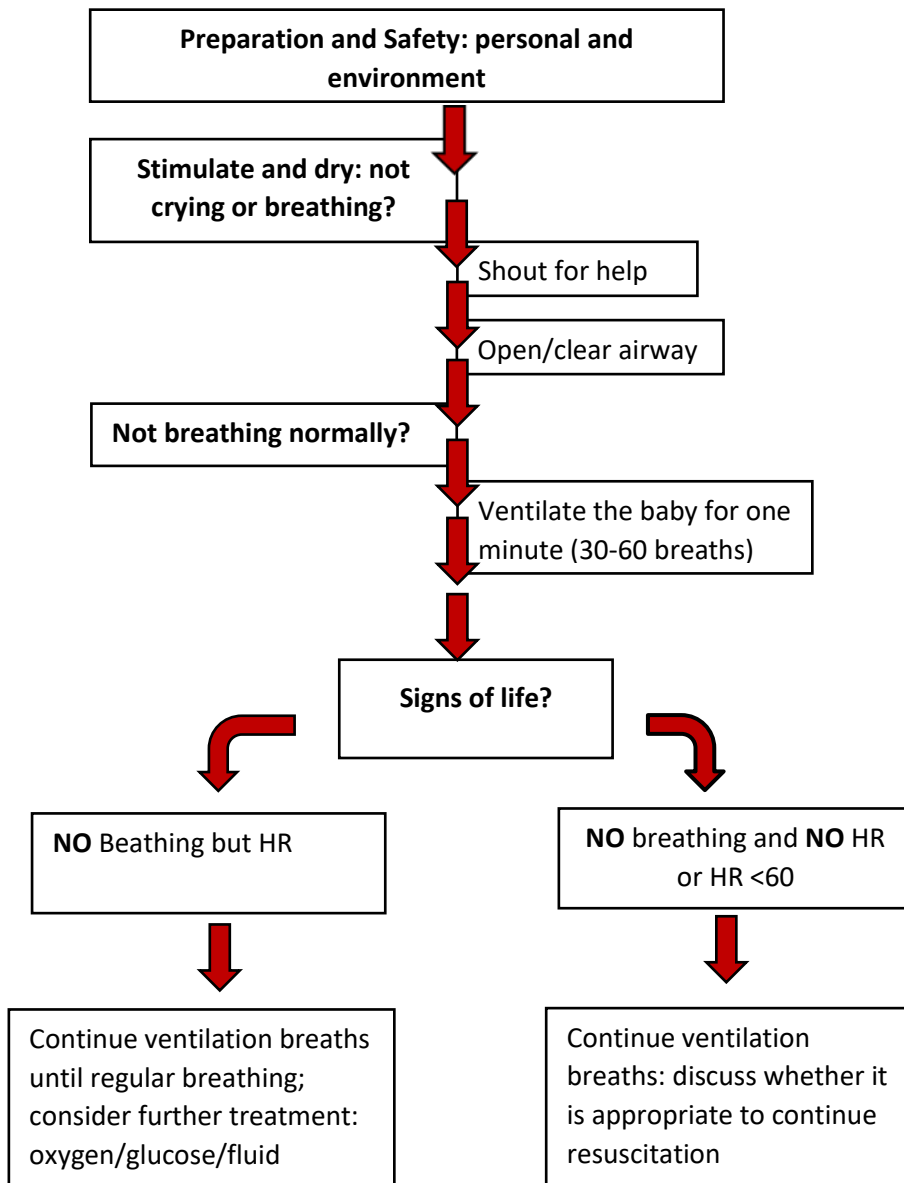 Preparation and Safety: personal and
environment
Stimulate and dry: not
crying or breathing?
Shout for help
Open/clear airway
Not breathing normally?
Ventilate the baby for one
minute (30-60 breaths)
Signs of life?
NO Beathing but HR
NO breathing and NO HR
or HR <60
Continue ventilation breaths
until regular breathing;
consider further treatment:
oxygen/glucose/fluid
Continue ventilation
breaths: discuss whether it
is appropriate to continue
resuscitation